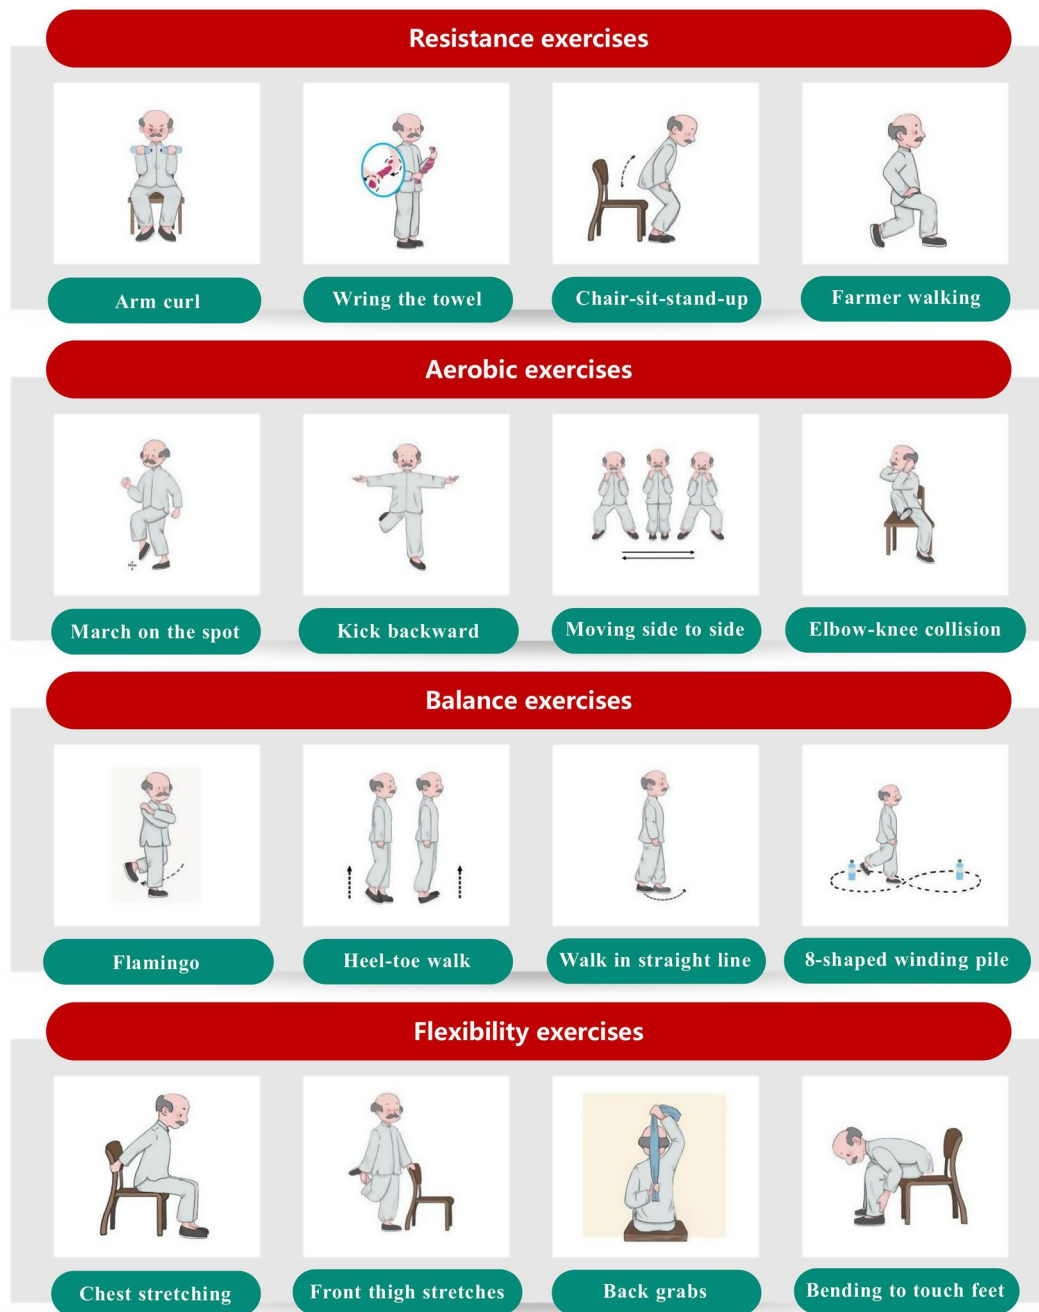 Resistance exercises
Arm curl
Wring the towel
Chair-sit-stand-up
Farmer walking
Aerobic exercises
March on the spot
Kick backward
Moving side to side
Elbow-knee collision
Balance exercises
Flamingo
Heel-toe walk
Walk in straight line
8-shaped winding pile
Flexibility exercises
Chest stretching
Front thigh stretches
Back grabs
Bending to touch feet